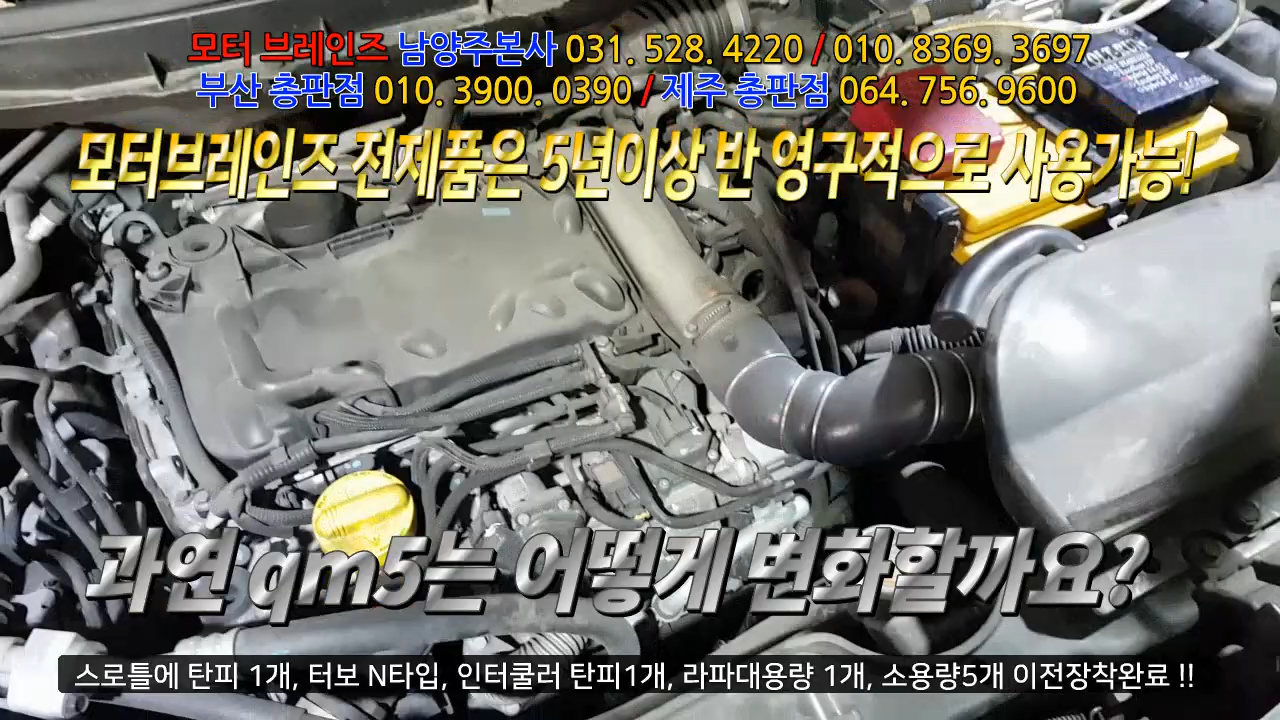 모터 브레인즈 남양주본사 031. 528. 4220 / 010. 8369. 3697
부산 총판점 010. 3900. 0390 / 제주 총판점 064. 756. 9600
모터브레인즈 전제품은 5년이상 반 영구적으로 사용가능!
과연 qm5는 어떻게 변화할까요?
스로틀에 탄피 1개, 터보 N타입, 인터쿨러 탄피1개, 라파대용량 1개, 소용량5개 이전장착완료 !!